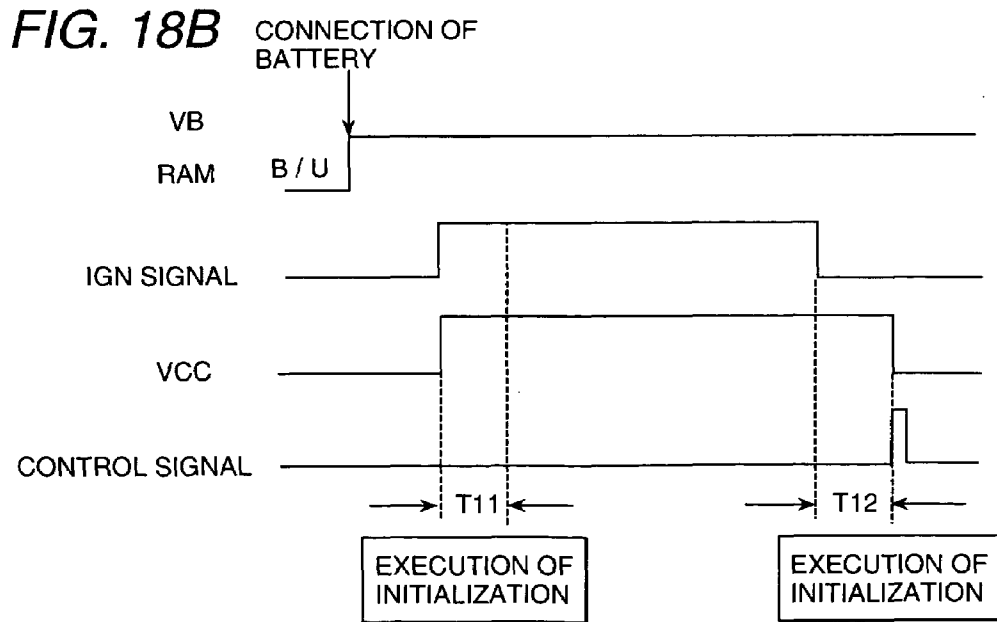 FIG. 18B
CONNECTION OF
BATTERY
VB
RAM
B / U
IGN SIGNAL
VCC
CONTROL SIGNAL
T11
T12
EXECUTION OF
INITIALIZATION
EXECUTION OF
INITIALIZATION